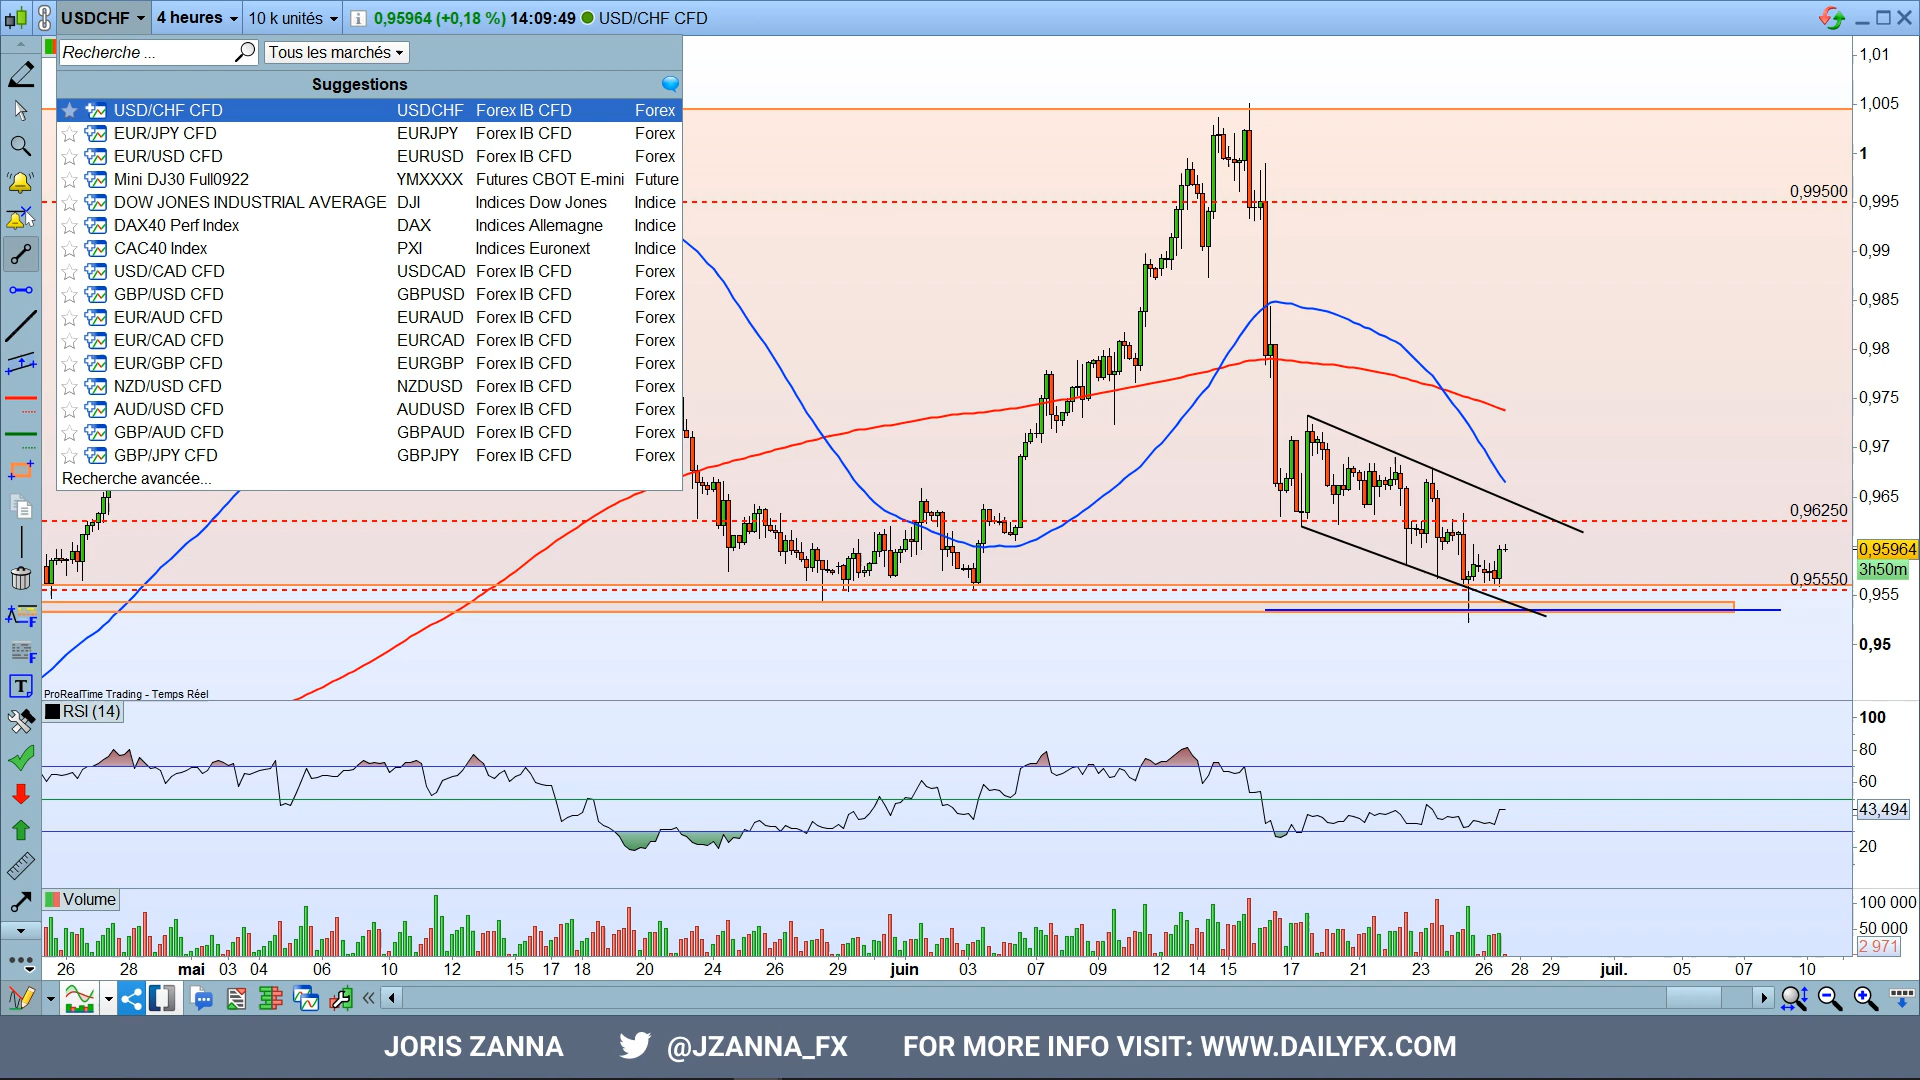 USDCHF 4 heures 10 k unités 0,95964 (+0,18 %) 14:09:49 USD/CHF CFD
Recherche ... Tous les marchés
Suggestions
USD/CHF CFD USDCHF Forex IB CFD Forex
EUR/JPY CFD EURJPY Forex IB CFD Forex
EUR/USD CFD EURUSD Forex IB CFD Forex
Mini DJ30 Full0922 YMXXXX Futures CBOT E-mini Future
DOW JONES INDUSTRIAL AVERAGE DJI Indices Dow Jones Indice
DAX40 Perf Index DAX Indices Allemagne Indice
CAC40 Index PXI Indices Euronext Indice
USD/CAD CFD USDCAD Forex IB CFD Forex
GBP/USD CFD GBPUSD Forex IB CFD Forex
EUR/AUD CFD EURAUD Forex IB CFD Forex
EUR/CAD CFD EURCAD Forex IB CFD Forex
EUR/GBP CFD EURGBP Forex IB CFD Forex
NZD/USD CFD NZDUSD Forex IB CFD Forex
AUD/USD CFD AUDUSD Forex IB CFD Forex
GBP/AUD CFD GBPAUD Forex IB CFD Forex
GBP/JPY CFD GBPJPY Forex IB CFD Forex
Recherche avancée...
1,01
1,005
1
0,99500
0,995
0,99
0,985
0,98
0,975
0,97
0,965
0,96250
0,95964
3h50m
0,95550
0,955
0,95
ProRealTime Trading - Temps Réel
RSI (14)
100
80
60
43,494
20
Volume
100 000
50 000
2 971
26 28 mai 03 04 06 10 12 15 17 18 20 24 26 29 juin 03 07 09 12 14 15 17 21 23 26 28 29 juil. 05 07 10
JORIS ZANNA @JZANNA_FX FOR MORE INFO VISIT: WWW.DAILYFX.COM